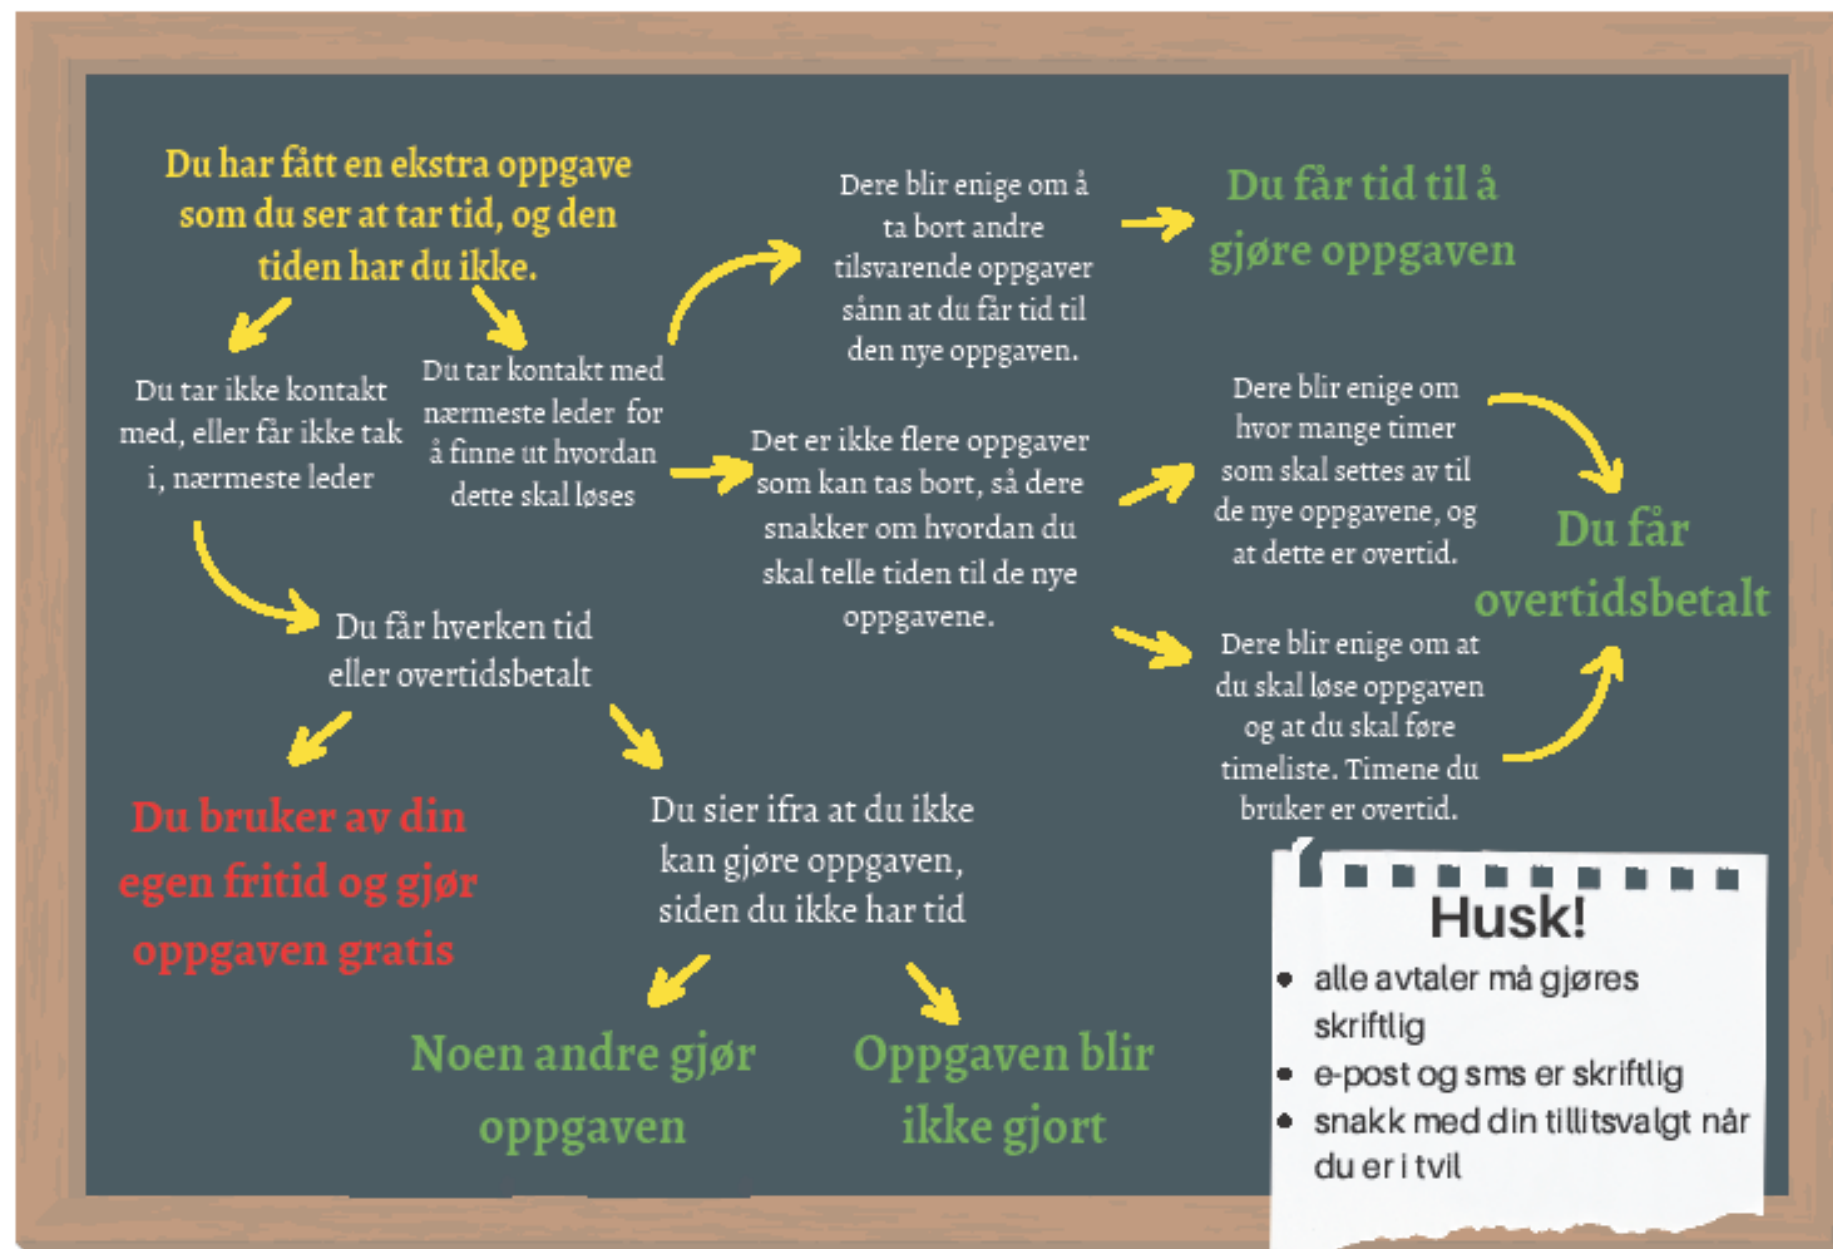 Du har fått en ekstra oppgave
som du ser at tar tid, og den
tiden har du ikke.
Du tar ikke kontakt
med, eller får ikke tak
i, nærmeste leder
Du tar kontakt med
nærmeste leder for
å finne ut hvordan
dette skal løses
Dere blir enige om å
ta bort andre
tilsvarende oppgaver
sånn at du får tid til
den nye oppgaven.
Du får tid til å
gjøre oppgaven
Det er ikke flere oppgaver
som kan tas bort, så dere
snakker om hvordan du
skal telle tiden til de nye
oppgavene.
Dere blir enige om
hvor mange timer
som skal settes av til
de nye oppgavene, og
at dette er overtid.
Du får
overtidsbetalt
Dere blir enige om at
du skal løse oppgaven
og at du skal føre
timeliste. Timene du
bruker er overtid.
Du får hverken tid
eller overtidsbetalt
Du bruker av din
egen fritid og gjør
oppgaven gratis
Du sier ifra at du ikke
kan gjøre oppgaven,
siden du ikke har tid
Noen andre gjør
oppgaven
Oppgaven blir
ikke gjort
Husk!
• alle avtaler må gjøres
skriftlig
• e-post og sms er skriftlig
• snakk med din tillitsvalgt når
du er i tvil